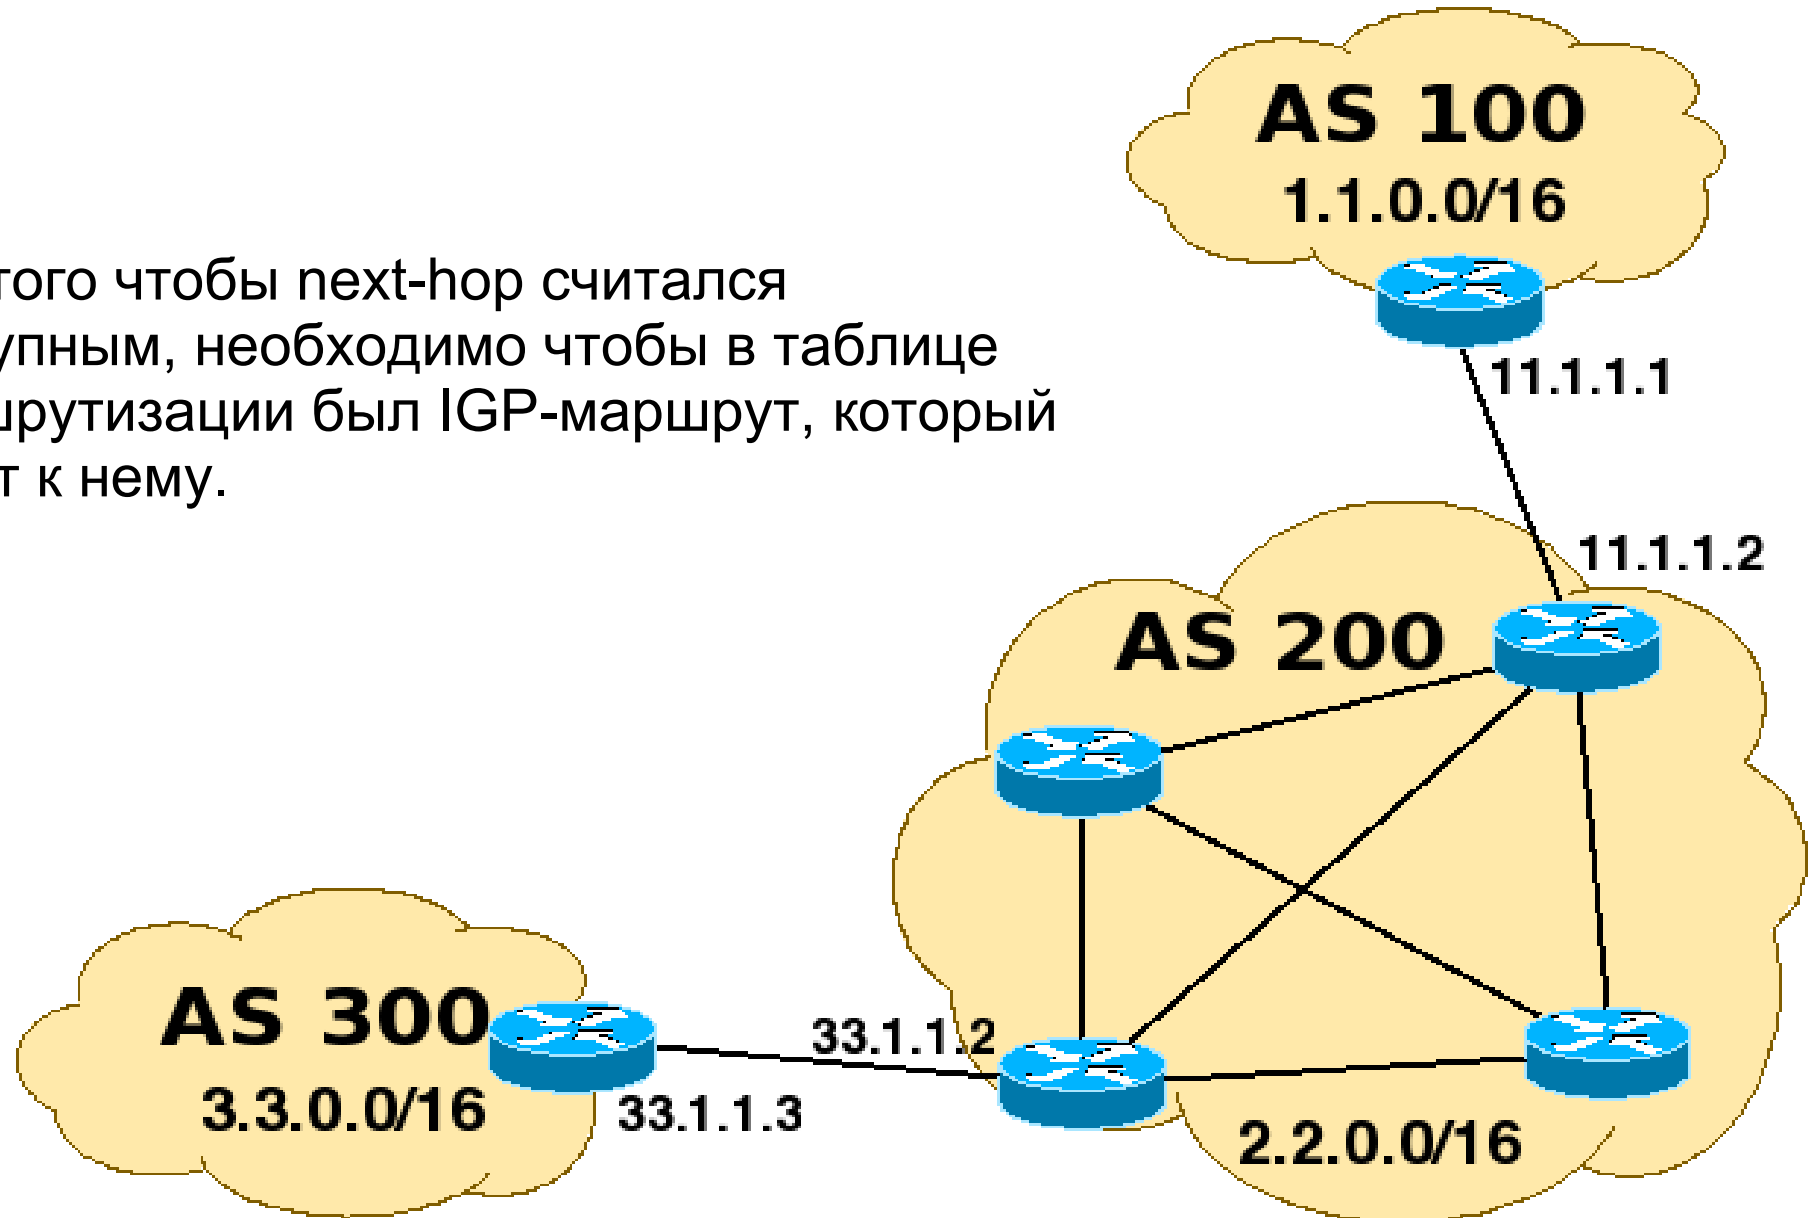 того чтобы next-hop считался
упным, необходимо чтобы в таблице
шрутизации был IGP-маршрут, который
т к нему.
AS 100
1.1.0.0/16
11.1.1.1
11.1.1.2
AS 200
AS 300
33.1.1.2
3.3.0.0/16
33.1.1.3
2.2.0.0/16